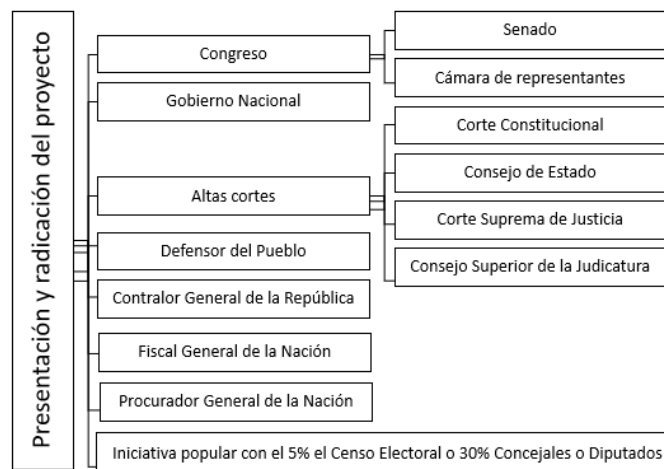 Presentación y radicación del proyecto
Congreso
Senado
Cámara de representantes
Gobierno Nacional
Altas cortes
Corte Constitucional
Consejo de Estado
Corte Suprema de Justicia
Consejo Superior de la Judicatura
Defensor del Pueblo
Contralor General de la República
Fiscal General de la Nación
Procurador General de la Nación
Iniciativa popular con el 5% el Censo Electoral o 30% Concejales o Diputados